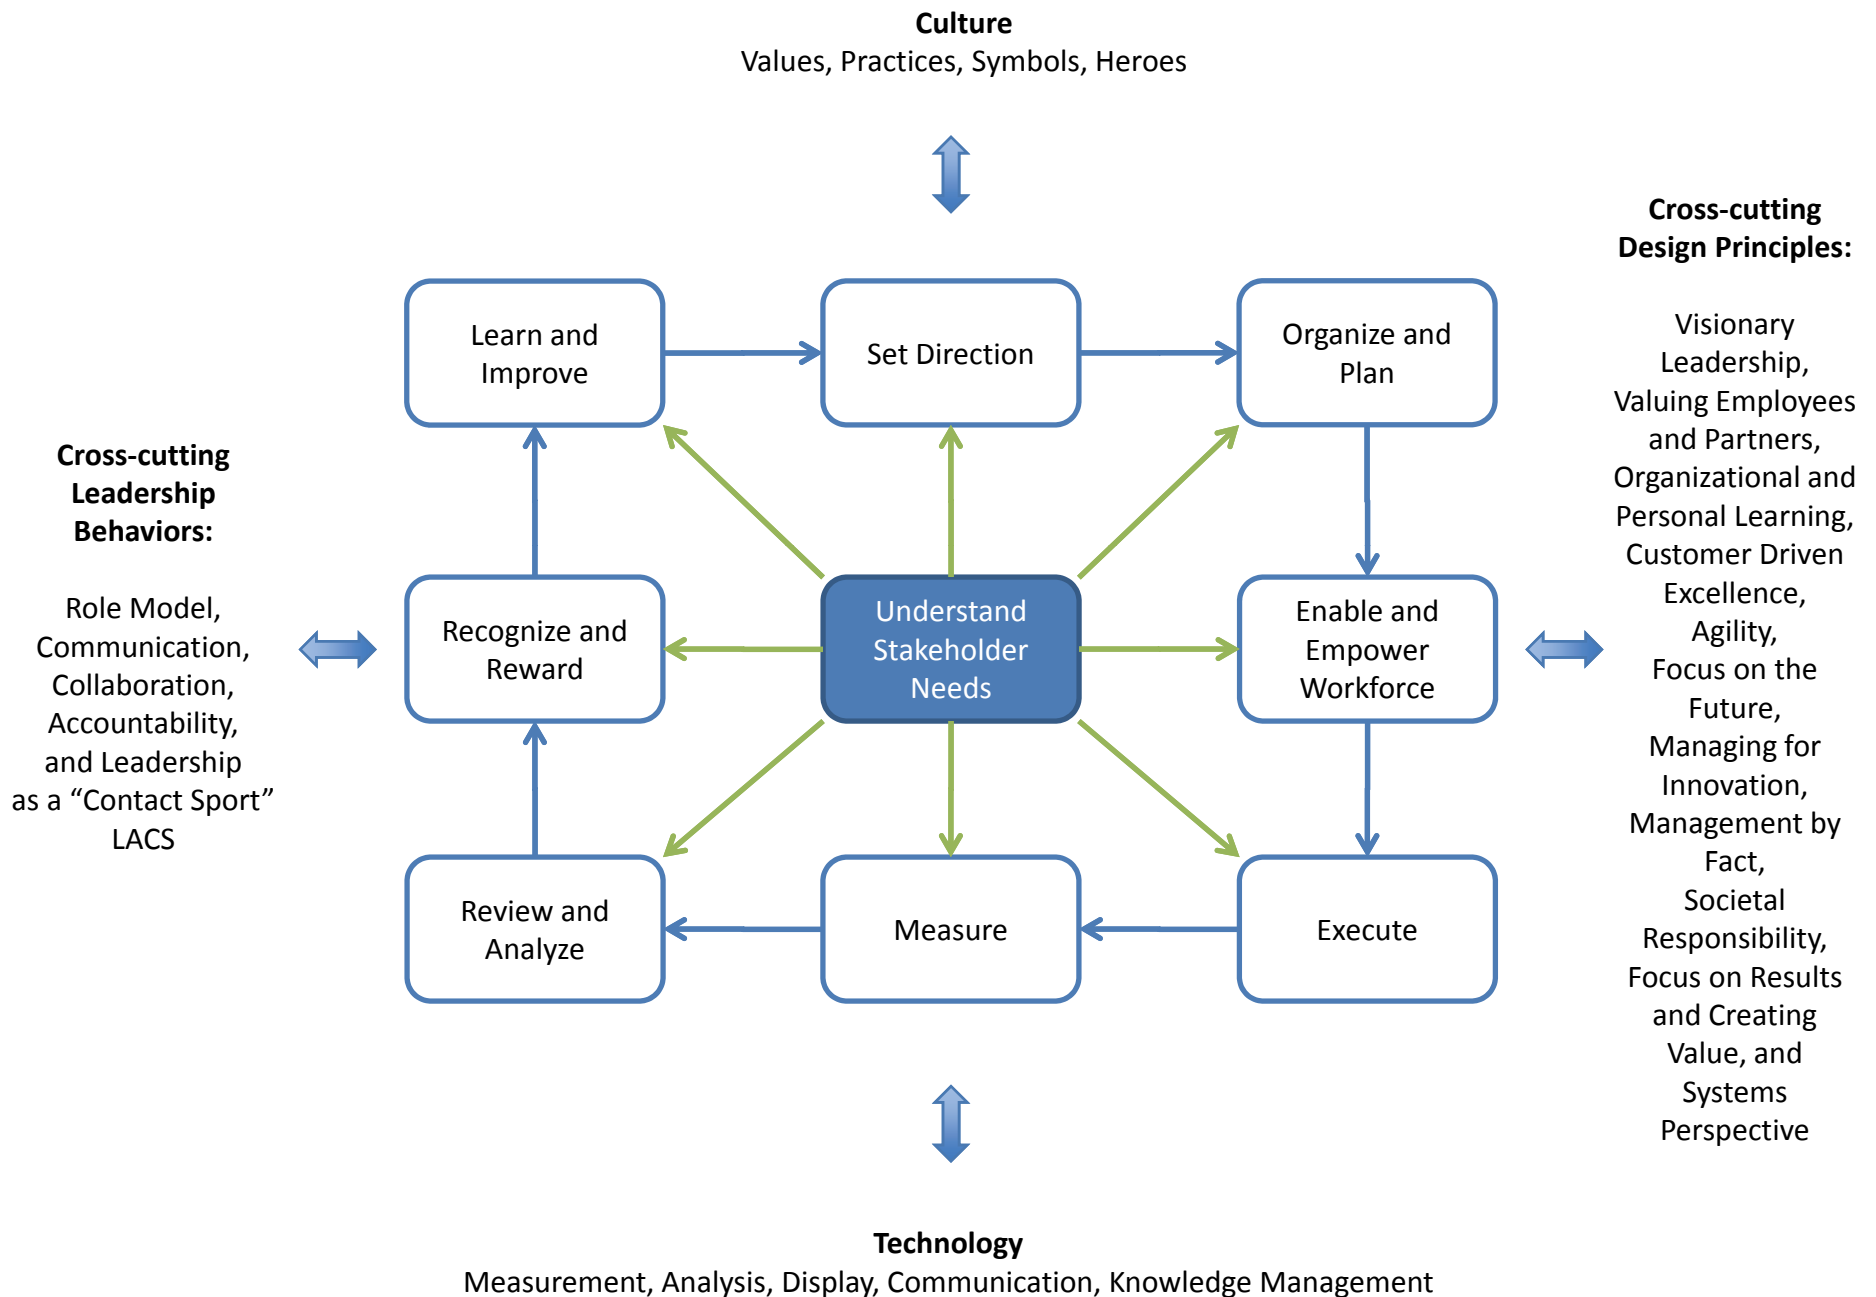 Culture
Values, Practices, Symbols, Heroes
Cross-cutting
Design Principles:
Visionary
Leadership,
Valuing Employees
and Partners,
Organizational and
Personal Learning,
Customer Driven
Excellence,
Agility,
Focus on the
Future,
Managing for
Innovation,
Management by
Fact,
Societal
Responsibility,
Focus on Results
and Creating
Value, and
Systems
Perspective
Learn and
Improve
Set Direction
Organize and
Plan
Cross-cutting
Leadership
Behaviors:
Role Model,
Communication,
Collaboration,
Accountability,
and Leadership
as a “Contact Sport”
LACS
Recognize and
Reward
Understand
Stakeholder
Needs
Enable and
Empower
Workforce
Review and
Analyze
Measure
Execute
Technology
Measurement, Analysis, Display, Communication, Knowledge Management